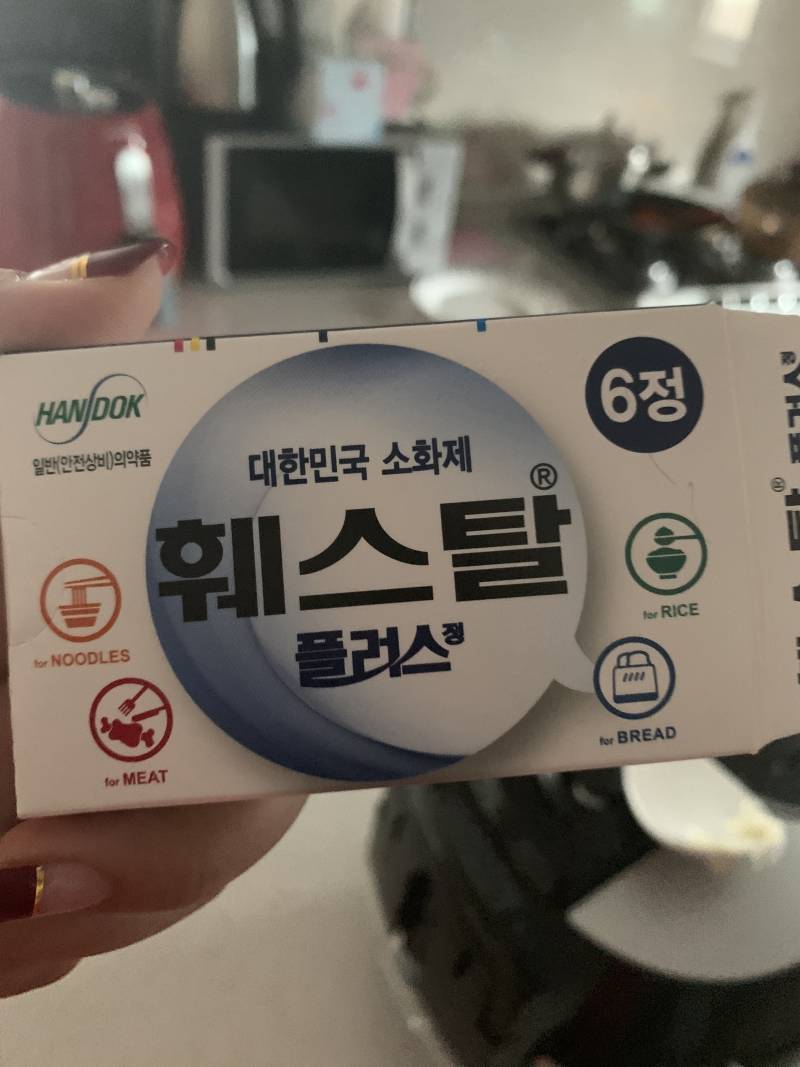 HANDOK
일반(안전상비)의약품
6정
대한민국 소화제
훼스탈®
플러스정
for NOODLES
for MEAT
for RICE
for BREAD